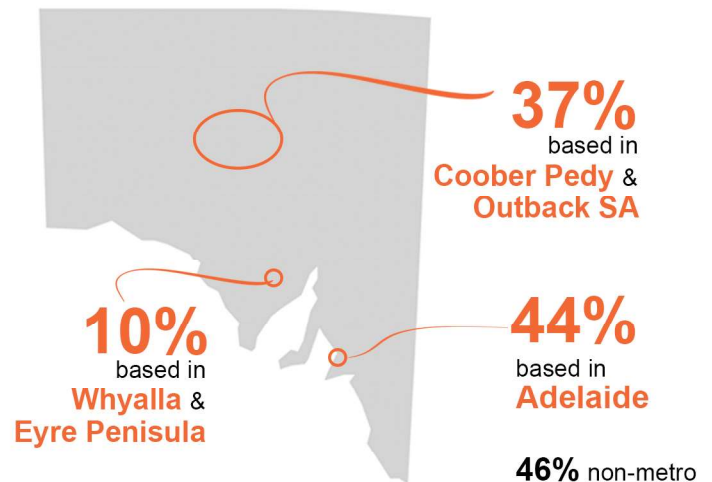 37%
based in
Coober Pedy &
Outback SA
10%
based in
Whyalla &
Eyre Penisula
44%
based in
Adelaide
46% non-metro